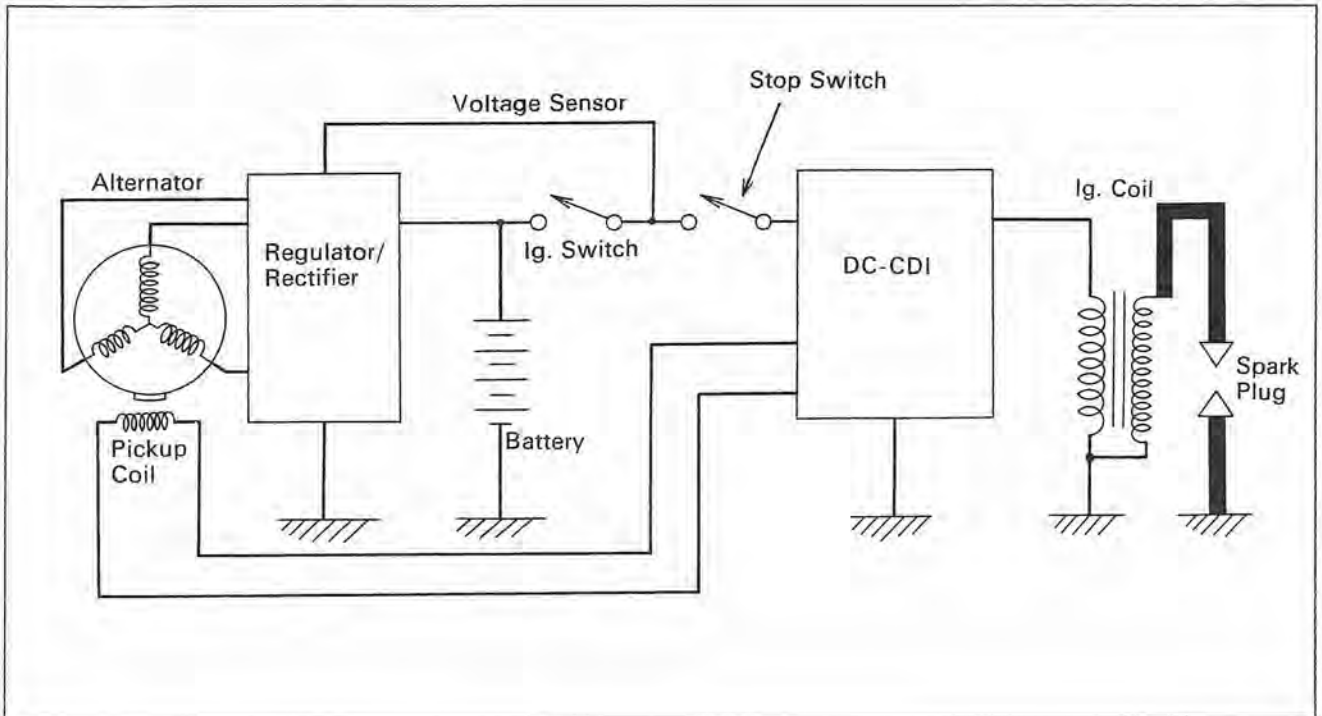 Stop Switch
Voltage Sensor
Alternator
Ig. Coil
Regulator/
Rectifier
Ig. Switch
DC-CDI
Spark
Plug
Battery
Pickup
Coil